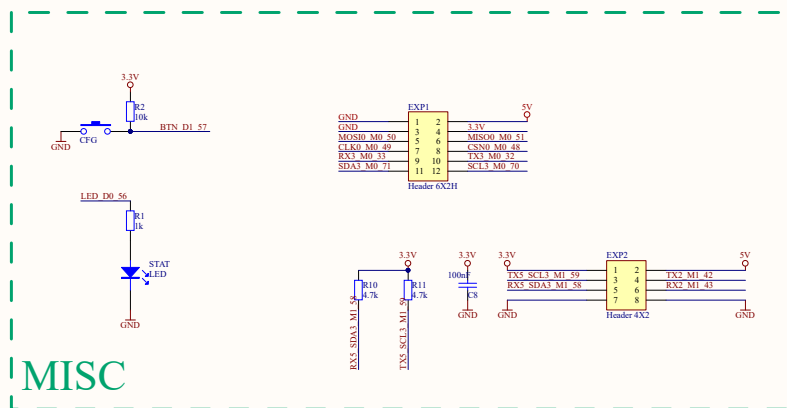 3.3V
R2
10k
BTN_D1_57
CFG
GND
LED_D0_56
R1
1k
STAT
LED
GND
EXP1
5V
GND
1
2
GND
3
4
3.3V
MOSI0_M0_50
5
6
MISO0_M0_51
CLK0_M0_49
7
8
CSN0_M0_48
RX3_M0_33
9
10
TX3_M0_32
SDA3_M0_71
11
12
SCL3_M0_70
Header 6X2H
3.3V
R10
4.7k
R11
4.7k
RX5_SDA3_M1_58
TX5_SCL3_M1_59
3.3V
100nF
C8
GND
3.3V
EXP2
5V
1
2
TX5_SCL3_M1_59
3
4
TX2_M1_42
RX5_SDA3_M1_58
5
6
RX2_M1_43
7
8
GND
Header 4X2
GND
MISC